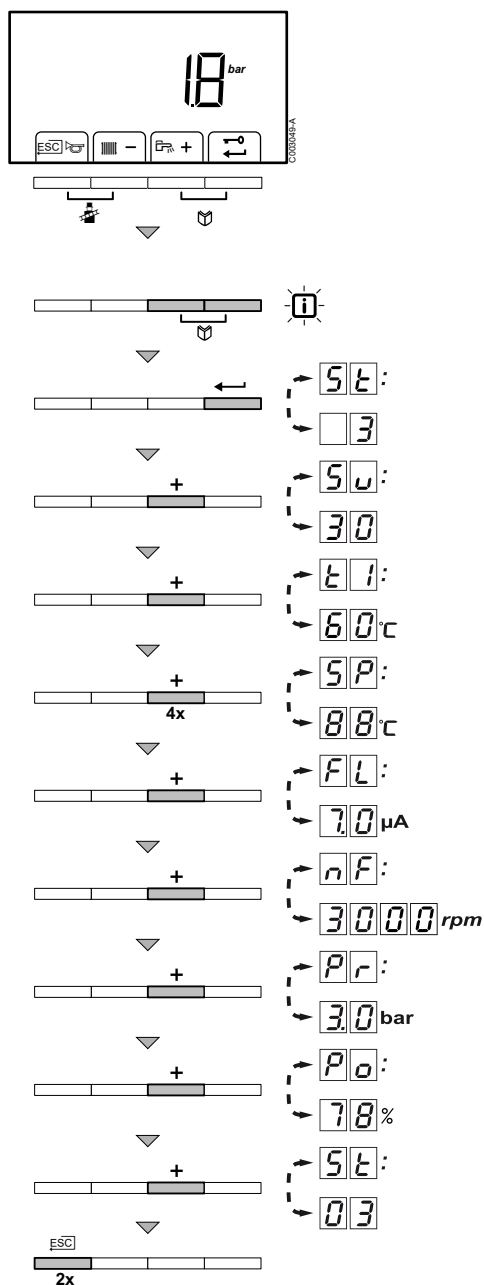 1.8 bar
ESC - +
C003049-A
i
St:
3
+
Su:
30
+
t1:
60°C
+
4x
SP:
88°C
+
FL:
7.0 µA
+
nF:
3000 rpm
+
Pr:
3.0 bar
+
Po:
78%
+
St:
03
ESC
2x